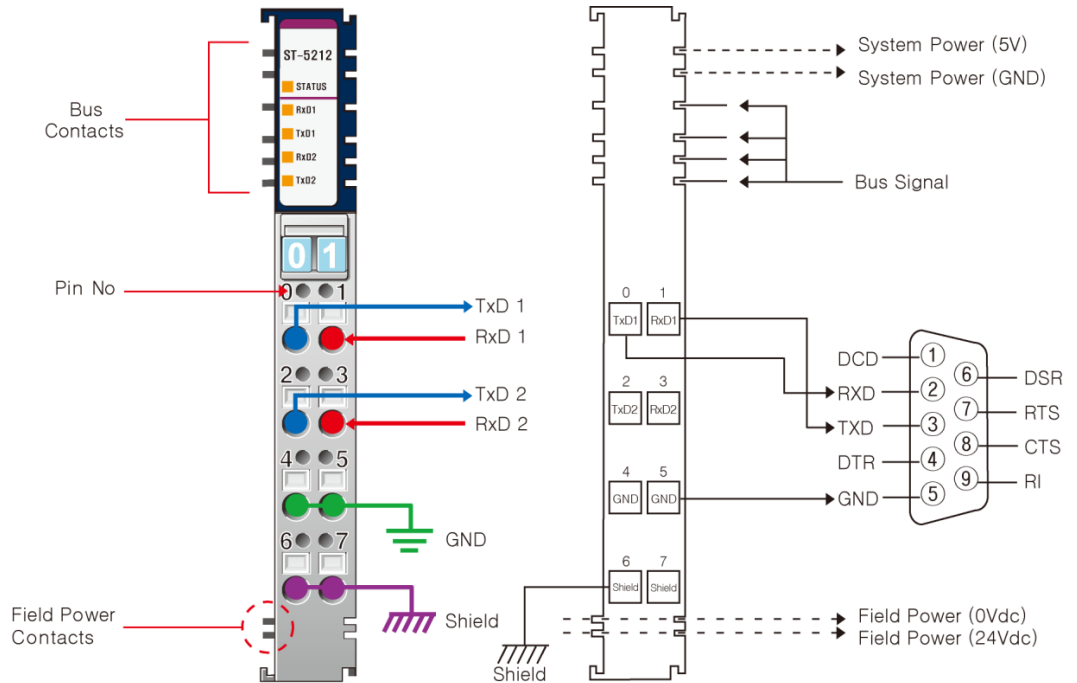 ST-5212
STATUS
RxD1
TxD1
RxD2
TxD2
Bus
Contacts
01
Pin No
0 1
TxD 1
RxD 1
2 3
TxD 2
RxD 2
4 5
GND
6 7
Shield
Field Power
Contacts
System Power (5V)
System Power (GND)
Bus Signal
0 1
TxD1 RxD1
2 3
TxD2 RxD2
4 5
GND GND
6 7
Shield Shield
Shield
DCD 1
6 DSR
RXD 2
7 RTS
TXD 3
8 CTS
DTR 4
9 RI
GND 5
Field Power (0Vdc)
Field Power (24Vdc)